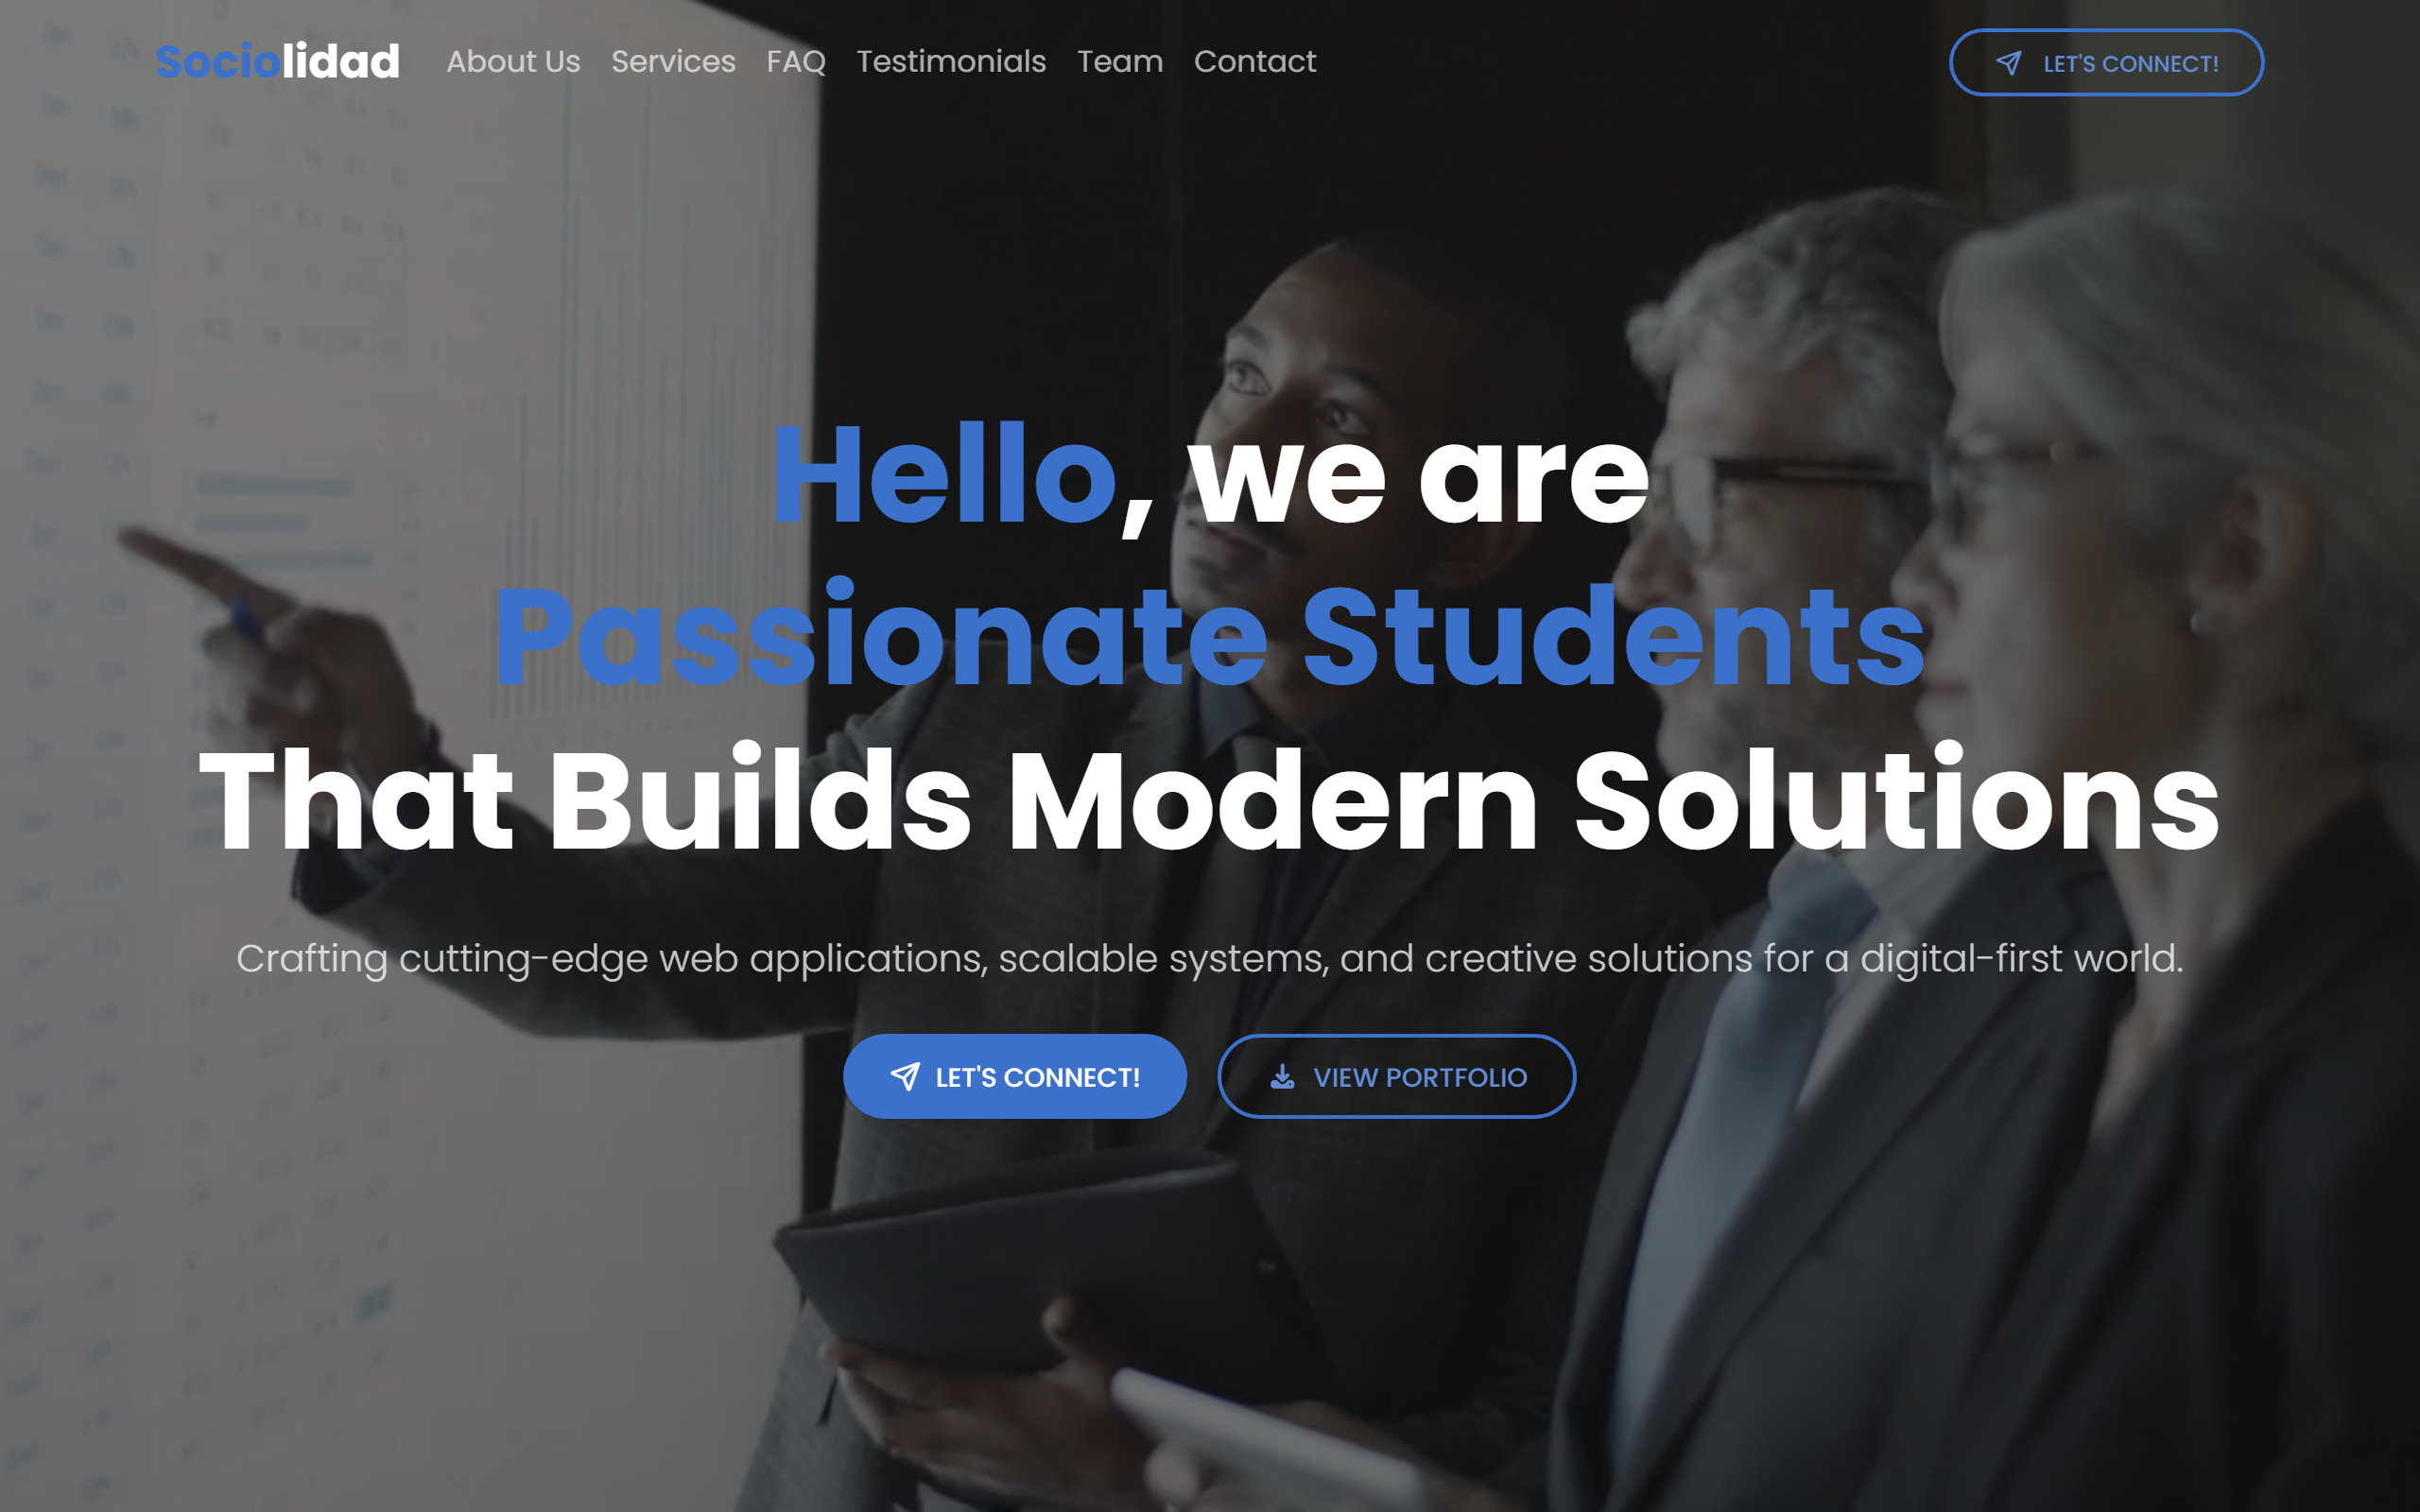 Sociolidad About Us Services FAQ Testimonials Team Contact LET'S CONNECT!
Hello, we are
Passionate Students
That Builds Modern Solutions
Crafting cutting-edge web applications, scalable systems, and creative solutions for a digital-first world.
LET'S CONNECT! VIEW PORTFOLIO